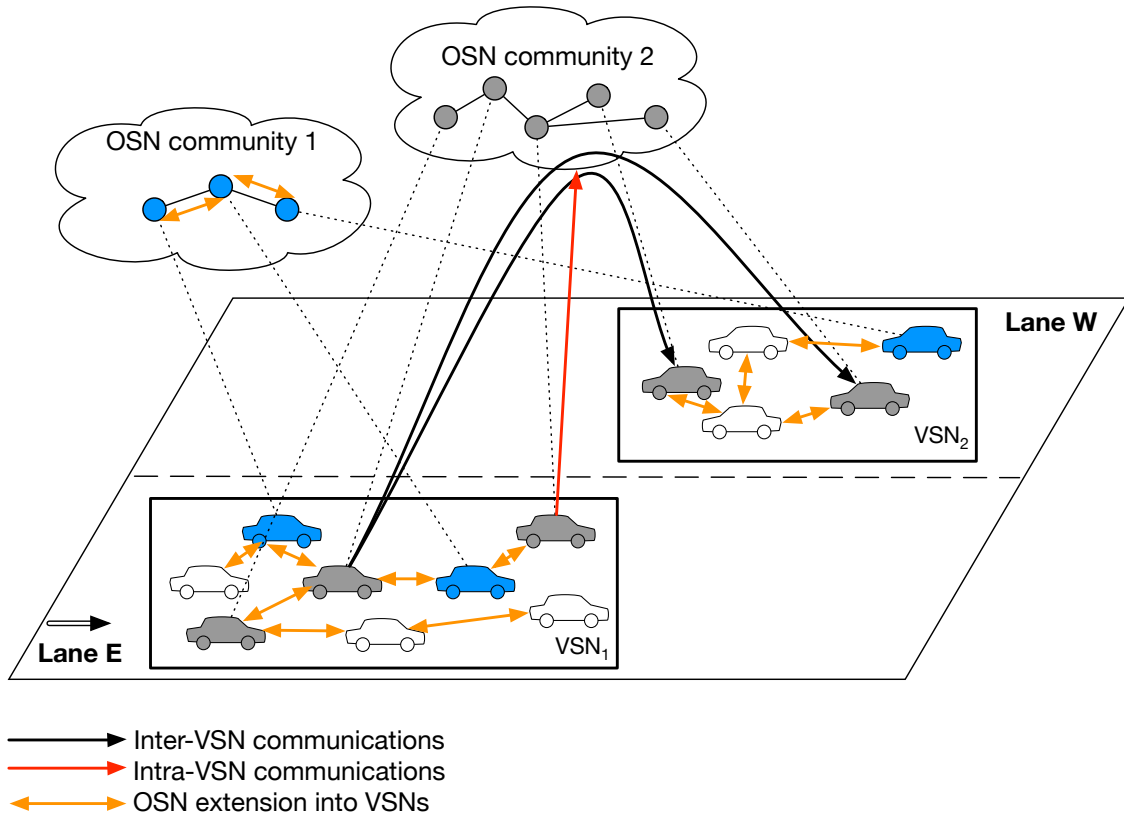 OSN community 2
OSN community 1
Lane W
VSN₂
VSN₁
Lane E
Inter-VSN communications
Intra-VSN communications
OSN extension into VSNs